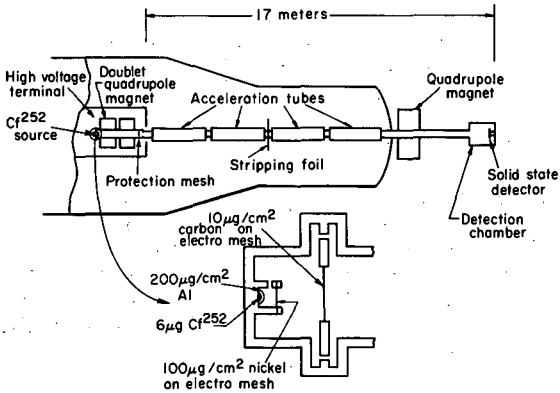 17 meters
High voltage
terminal
Doublet
quadrupole
magnet
Quadrupole
magnet
Acceleration tubes
Cf252
source
Stripping foil
Protection mesh
Solid state
detector
Detection
chamber
10μg/cm2
carbon on
electro mesh
200μg/cm2
Al
6μg Cf252
100μg/cm2 nickel
on electro mesh